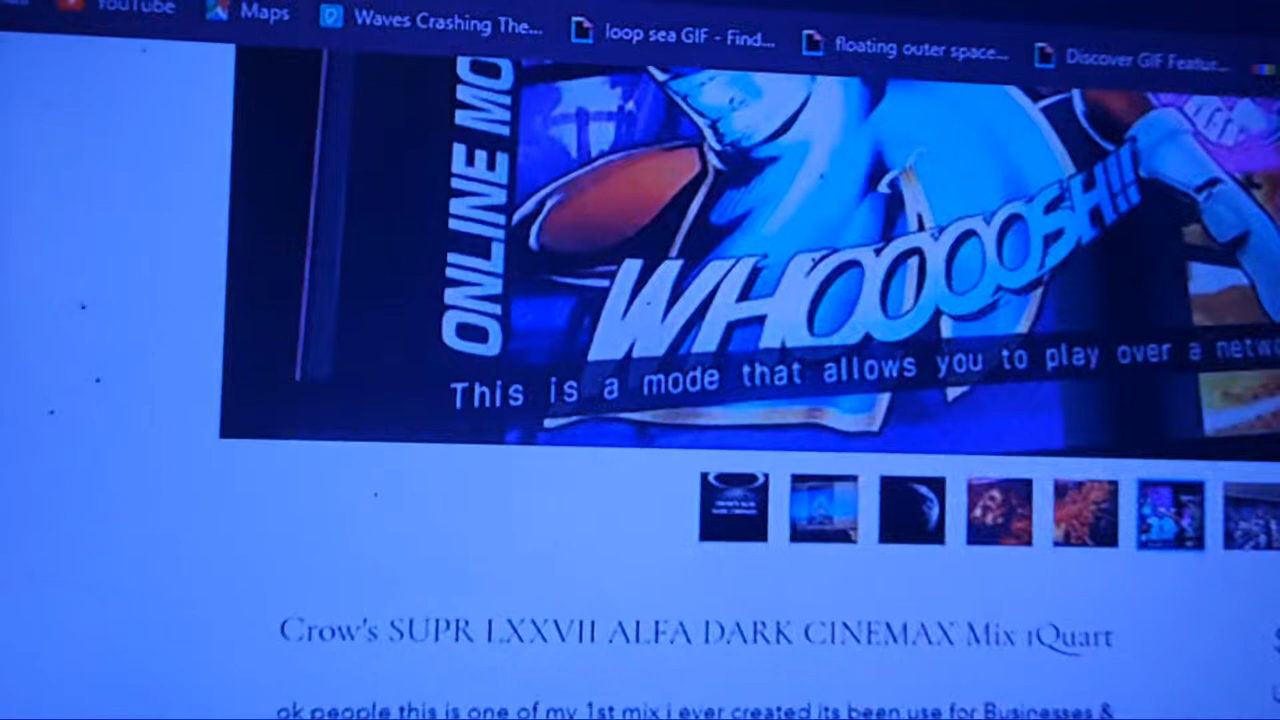 YouTube
Maps
Waves Crashing The...
loop sea GIF - Find...
floating outer space...
Discover GIF Featur...
ONLINE MO
WHOOOOSH!!
This is a mode that allows you to play over a netwo
Crow's SUPR LXXVII ALFA DARK CINEMAX Mix 1Quart
ok people this is one of my 1st mix i ever created its been use for Businesses &